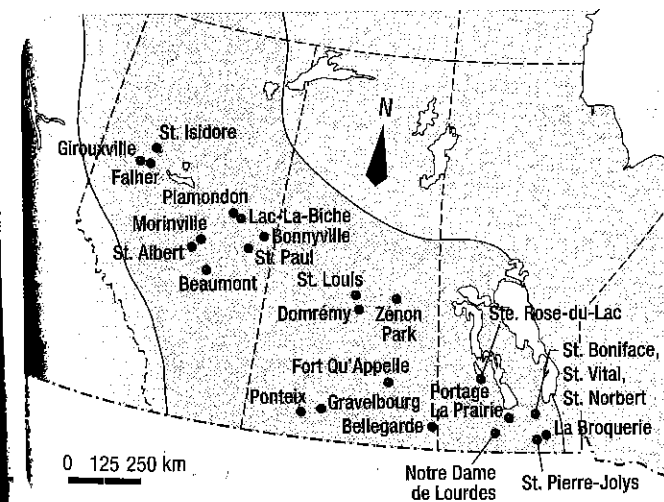 N
St. Isidore
Girouxville
Falher
Plamondon
Lac-La-Biche
Morinville
Bonnyville
St. Albert
St. Paul
Beaumont
St. Louis
Domrémy
Zénon
Park
Ste. Rose-du-Lac
St. Boniface,
St. Vital,
St. Norbert
Fort Qu'Appelle
Portage
La Prairie
Ponteix
Gravelbourg
Bellegarde
La Broquerie
Notre Dame
de Lourdes
St. Pierre-Jolys
0 125 250 km